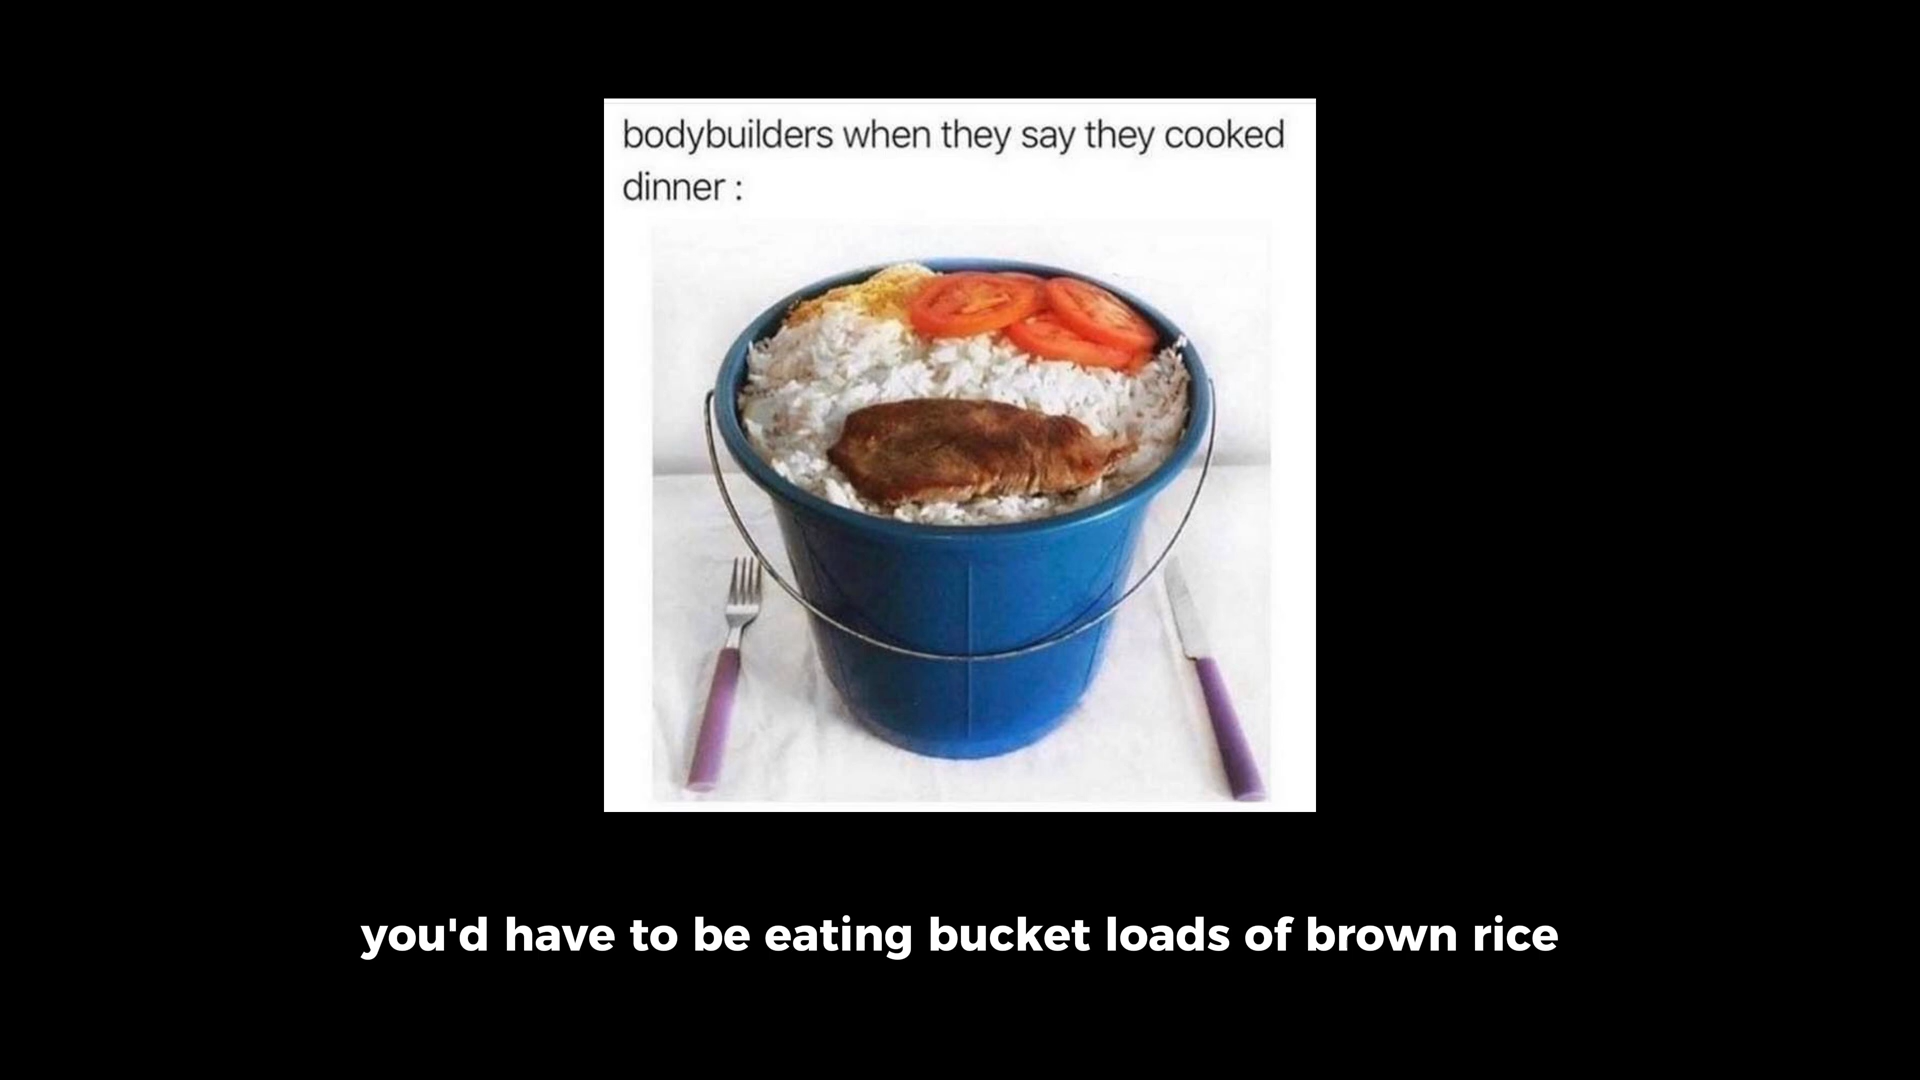 bodybuilders when they say they cooked
dinner :
you'd have to be eating bucket loads of brown rice